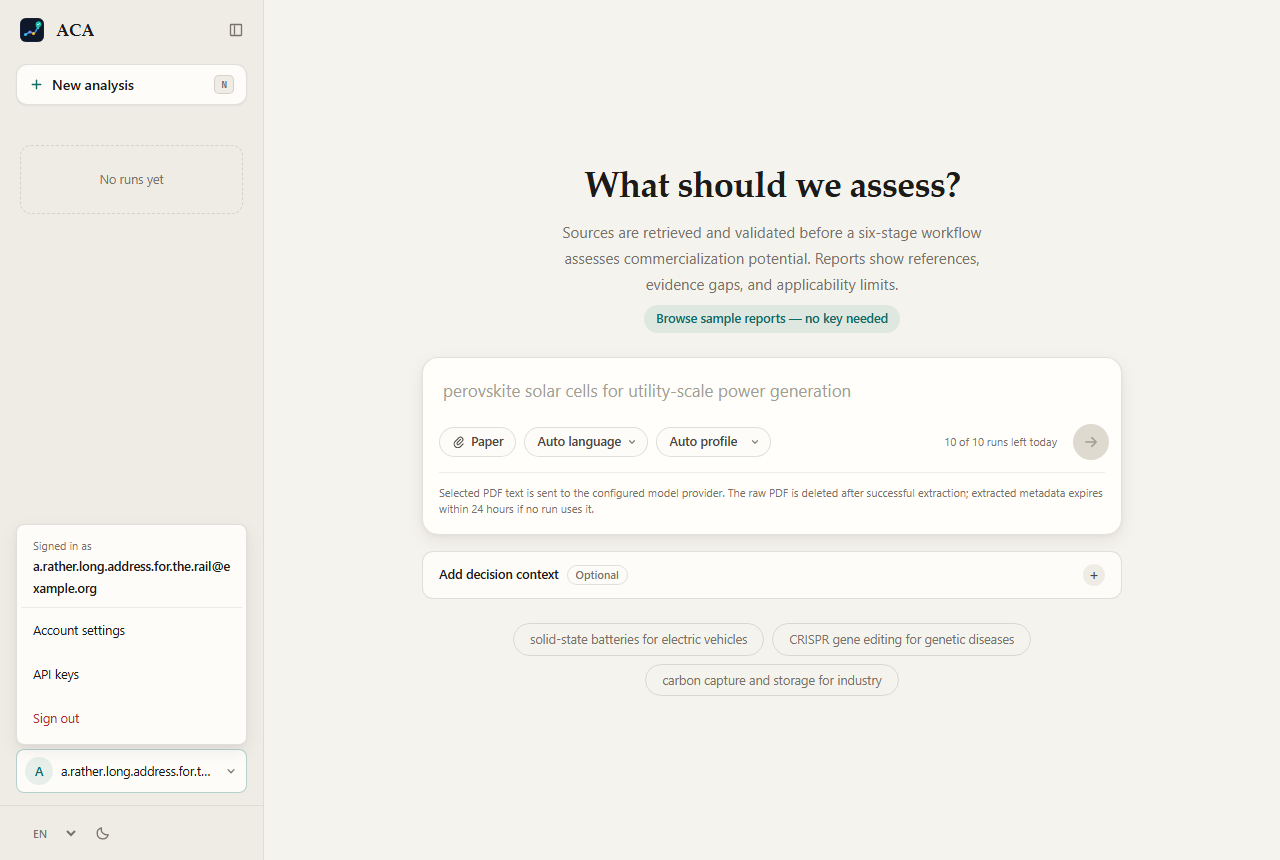 ACA
New analysis
N
No runs yet
What should we assess?
Sources are retrieved and validated before a six-stage workflow
assesses commercialization potential. Reports show references,
evidence gaps, and applicability limits.
Browse sample reports — no key needed
perovskite solar cells for utility-scale power generation
Paper
Auto language
Auto profile
10 of 10 runs left today
Selected PDF text is sent to the configured model provider. The raw PDF is deleted after successful extraction; extracted metadata expires
within 24 hours if no run uses it.
Add decision context
Optional
solid-state batteries for electric vehicles
CRISPR gene editing for genetic diseases
carbon capture and storage for industry
Signed in as
a.rather.long.address.for.the.rail@e
xample.org
Account settings
API keys
Sign out
A
a.rather.long.address.for.t...
EN